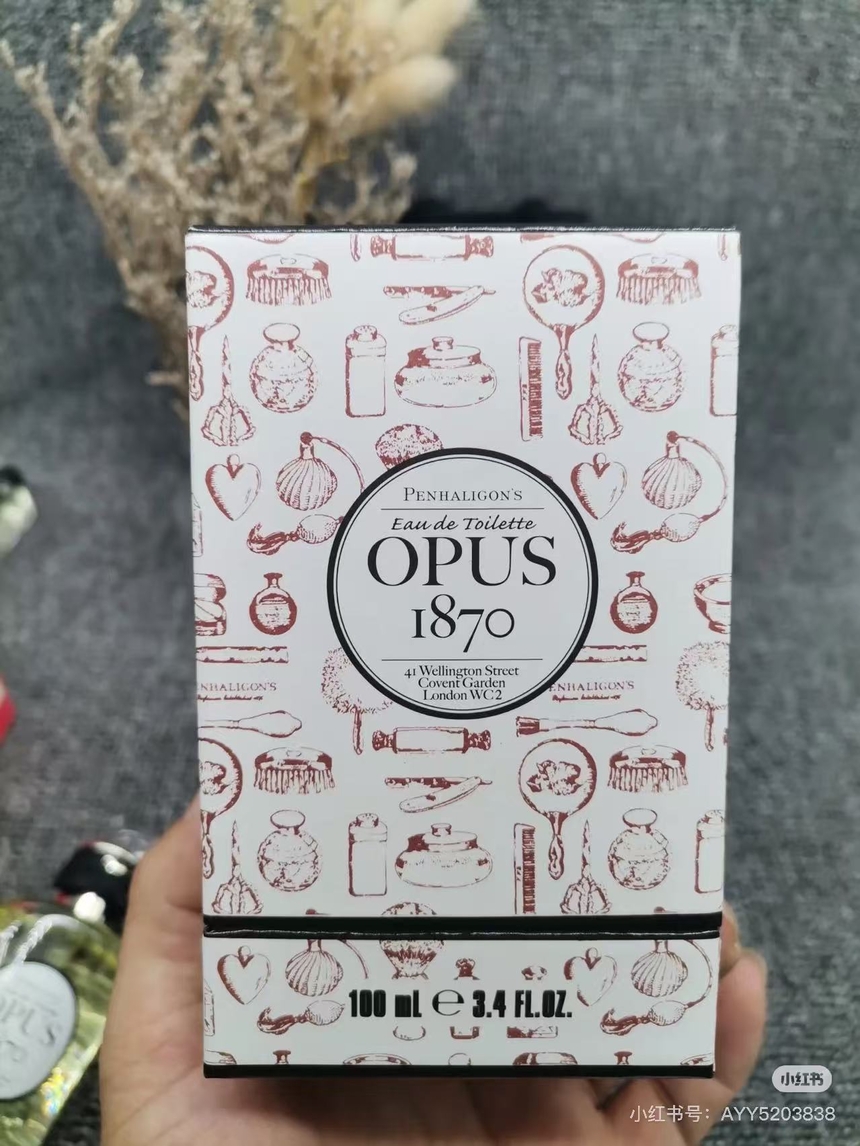 PENHALIGON'S
Eau de Toilette
OPUS
1870
41 Wellington Street
Covent Garden
London WC2
PENHALIGON'S
100 mL ℮ 3.4 FL.OZ.
小红书
小红书号：AYY5203838